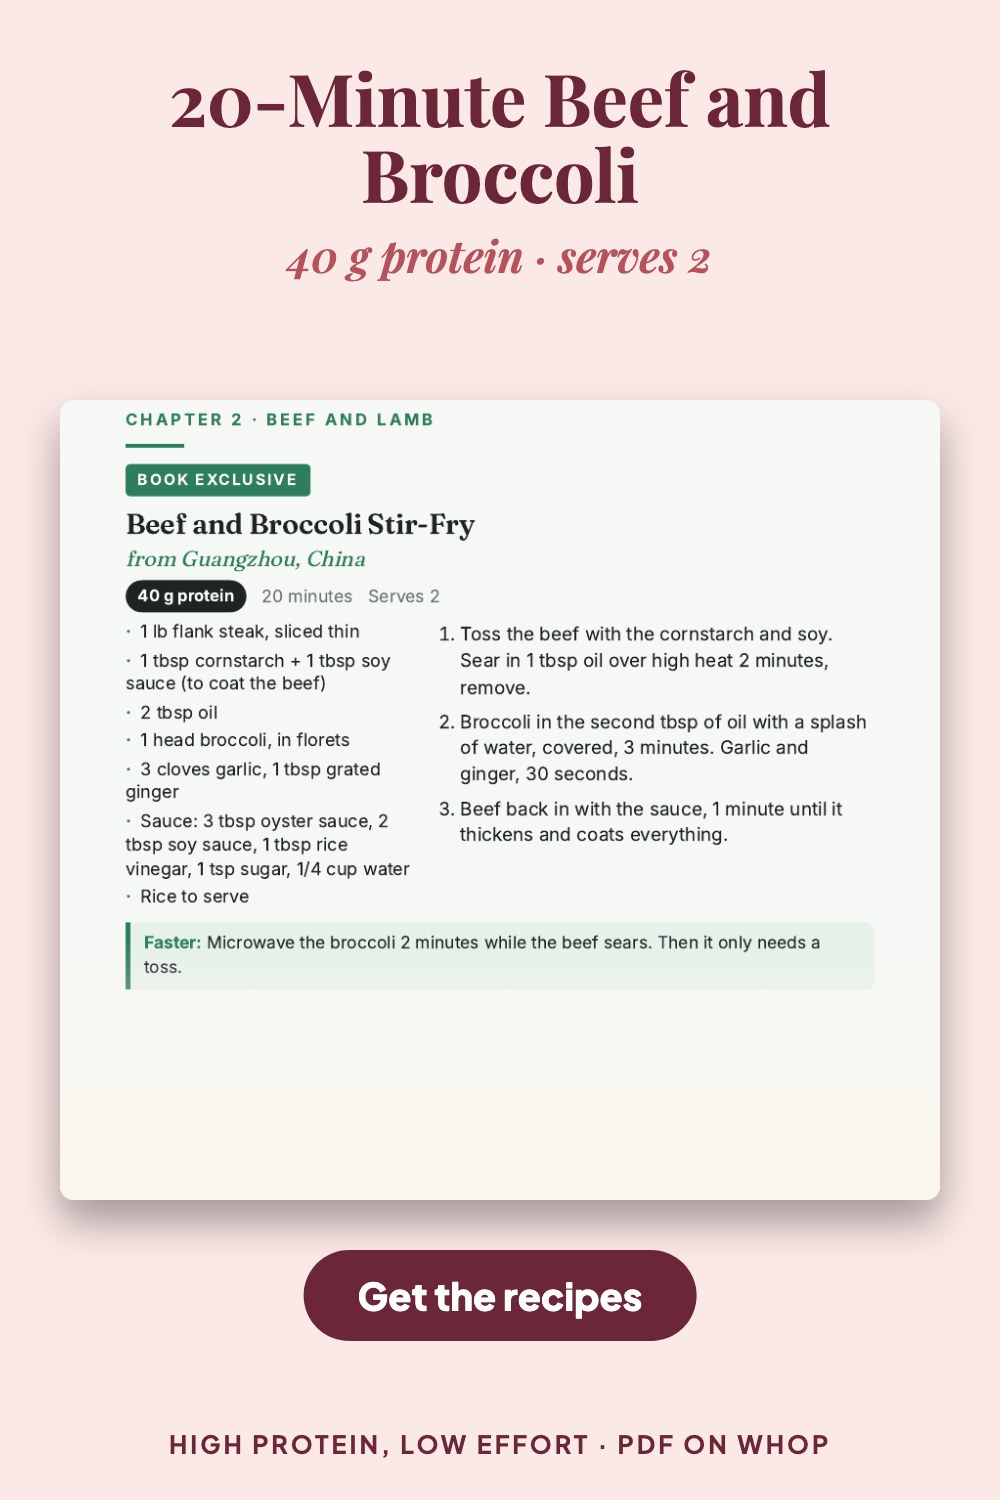 20-Minute Beef and
Broccoli
40 g protein · serves 2
CHAPTER 2 · BEEF AND LAMB
BOOK EXCLUSIVE
Beef and Broccoli Stir-Fry
from Guangzhou, China
40 g protein 20 minutes Serves 2
· 1 lb flank steak, sliced thin
· 1 tbsp cornstarch + 1 tbsp soy
sauce (to coat the beef)
· 2 tbsp oil
· 1 head broccoli, in florets
· 3 cloves garlic, 1 tbsp grated
ginger
· Sauce: 3 tbsp oyster sauce, 2
tbsp soy sauce, 1 tbsp rice
vinegar, 1 tsp sugar, 1/4 cup water
· Rice to serve
1. Toss the beef with the cornstarch and soy.
Sear in 1 tbsp oil over high heat 2 minutes,
remove.
2. Broccoli in the second tbsp of oil with a splash
of water, covered, 3 minutes. Garlic and
ginger, 30 seconds.
3. Beef back in with the sauce, 1 minute until it
thickens and coats everything.
Faster: Microwave the broccoli 2 minutes while the beef sears. Then it only needs a
toss.
Get the recipes
HIGH PROTEIN, LOW EFFORT · PDF ON WHOP